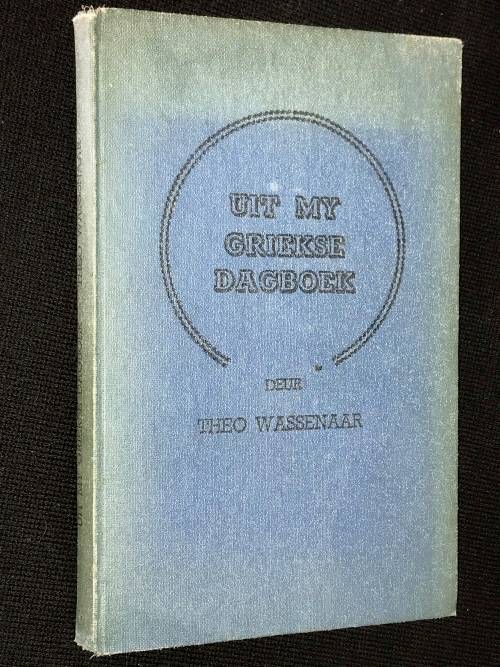 UIT MY
GRIEKSE
DAGBOEK
DEUR
THEO WASSENAAR